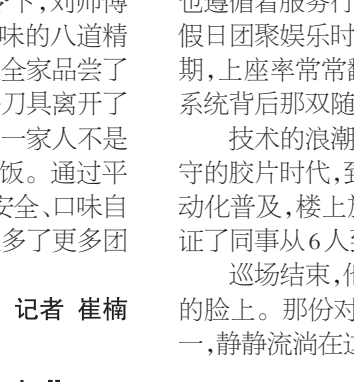 下,刘师傅
味的八道精
全家品尝了
刀具离开了
一家人不是
饭。通过平
安全、口味自
多了更多团
记者 崔楠
也遵循着服务行
假日团聚娱乐时
期,上座率常常翻
系统背后那双随
技术的浪潮
守的胶片时代,到
动化普及,楼上放
证了同事从6人到
巡场结束,他
的脸上。那份对
一,静静流淌在这